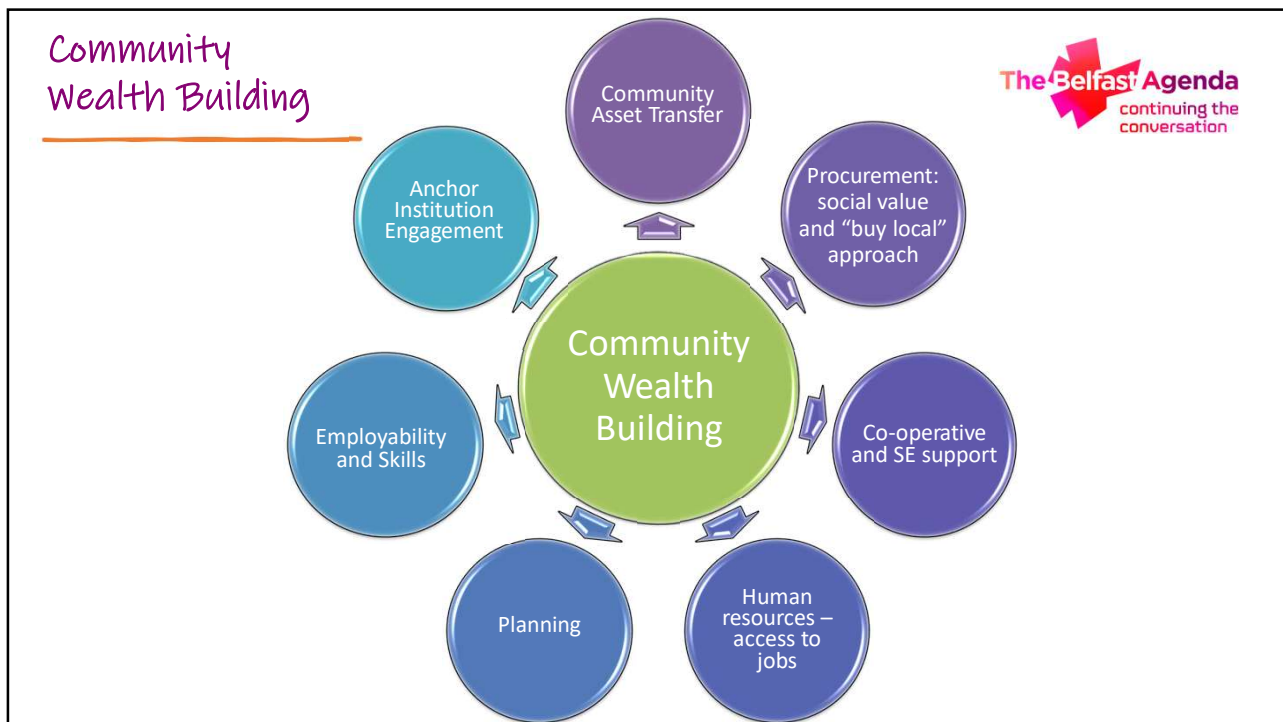 Community
Wealth Building
The Belfast Agenda
continuing the
conversation
Community
Asset Transfer
Procurement:
social value
and “buy local”
approach
Co-operative
and SE support
Human
resources –
access to
jobs
Planning
Employability
and Skills
Anchor
Institution
Engagement
Community
Wealth
Building